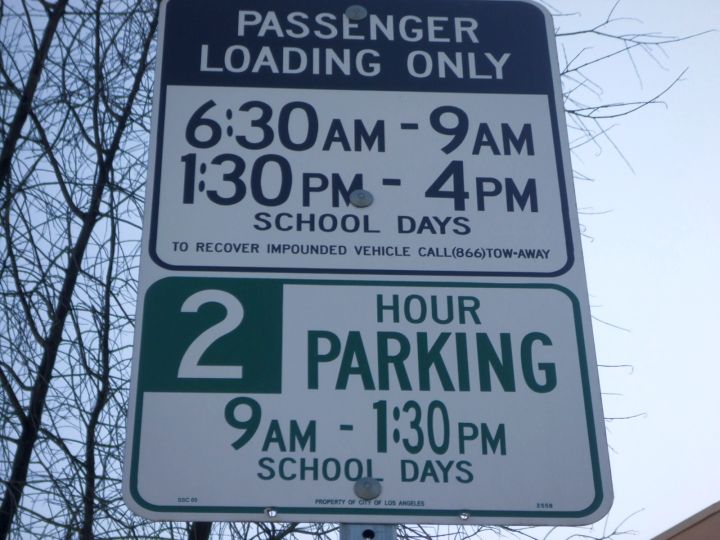 PASSENGER
LOADING ONLY
6:30AM - 9AM
1:30PM - 4PM
SCHOOL DAYS
TO RECOVER IMPOUNDED VEHICLE CALL(866)TOW-AWAY
2 HOUR
PARKING
9AM - 1:30PM
SCHOOL DAYS
PROPERTY OF CITY OF LOS ANGELES